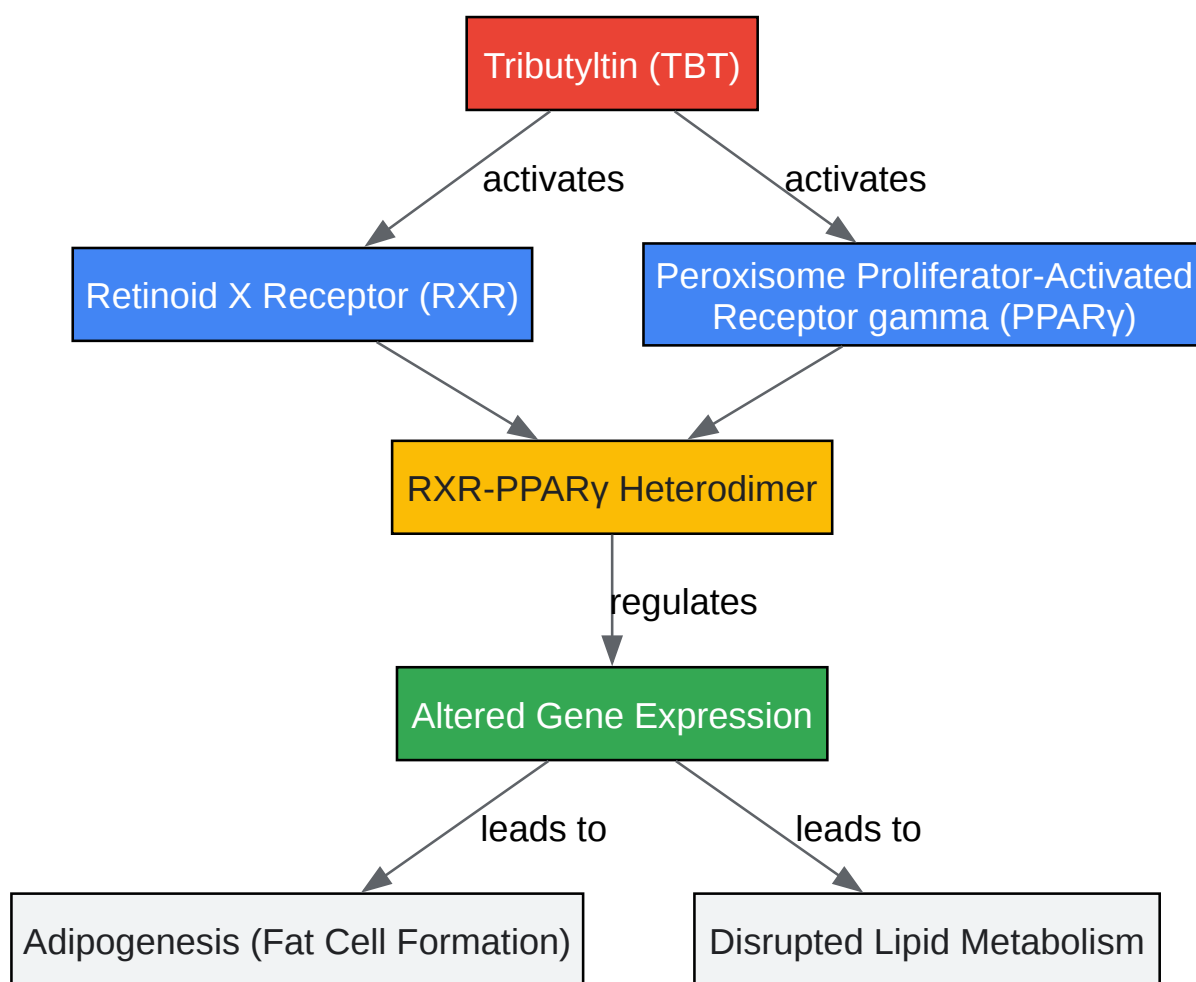 Tributyltin (TBT)
activates
activates
Retinoid X Receptor (RXR)
Peroxisome Proliferator-Activated
Receptor gamma (PPARγ)
RXR-PPARγ Heterodimer
regulates
Altered Gene Expression
leads to
leads to
Adipogenesis (Fat Cell Formation)
Disrupted Lipid Metabolism